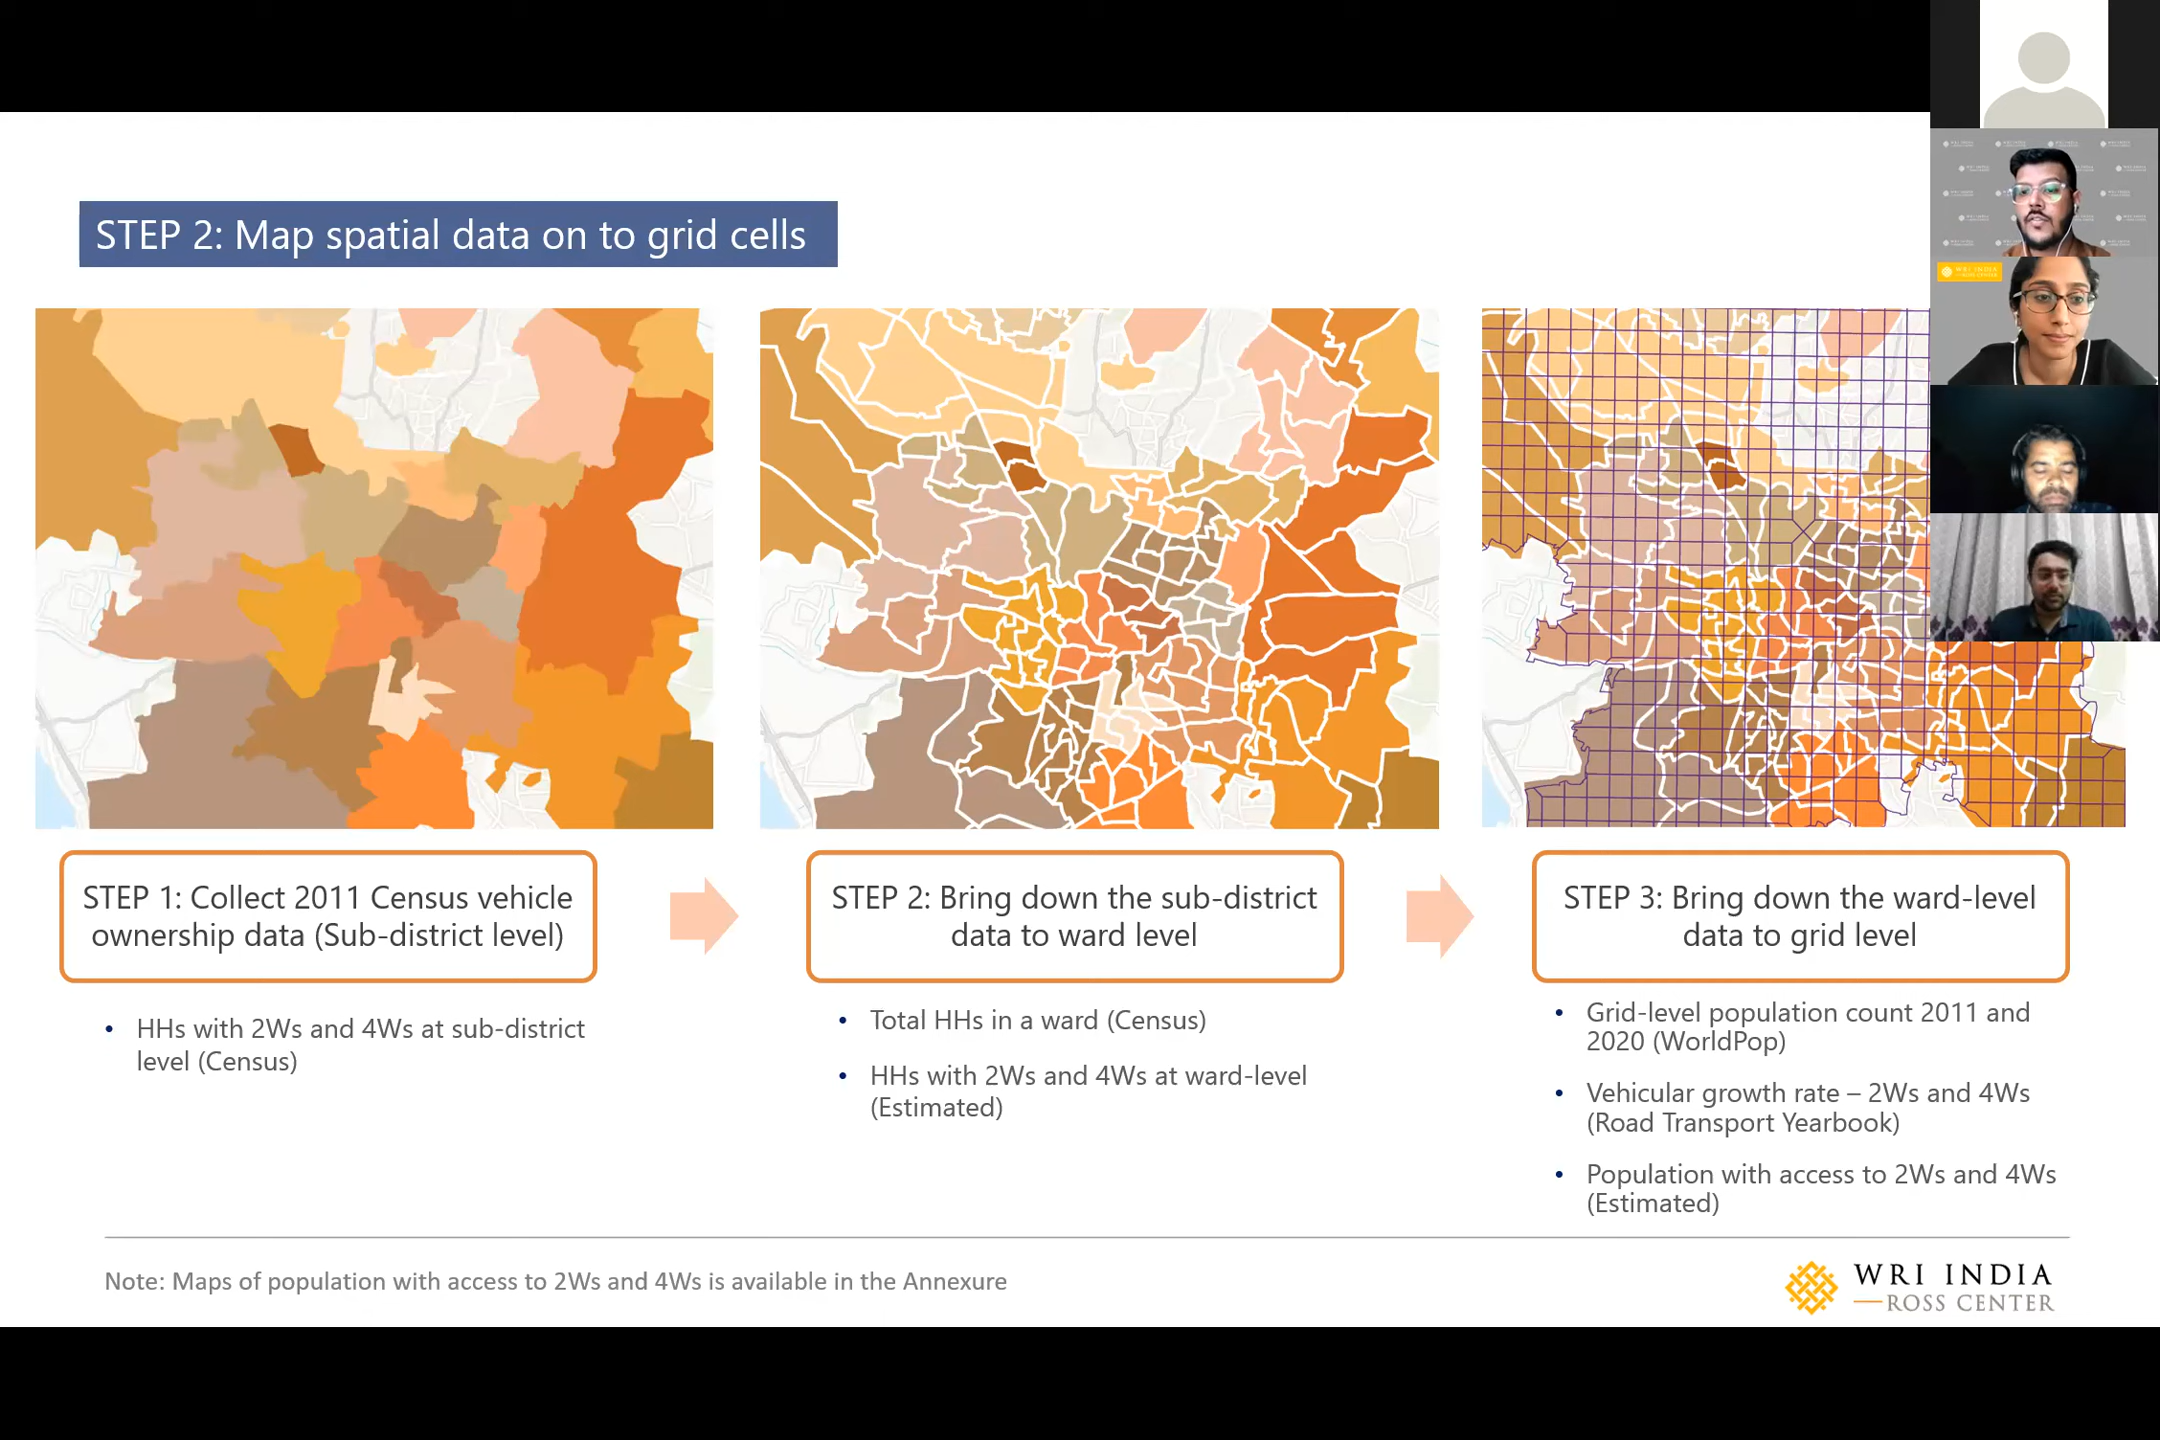 STEP 2: Map spatial data on to grid cells
WRI INDIA
STEP 1: Collect 2011 Census vehicle
ownership data (Sub-district level)
• HHs with 2Ws and 4Ws at sub-district
level (Census)
STEP 2: Bring down the sub-district
data to ward level
• Total HHs in a ward (Census)
• HHs with 2Ws and 4Ws at ward-level
(Estimated)
STEP 3: Bring down the ward-level
data to grid level
• Grid-level population count 2011 and
2020 (WorldPop)
• Vehicular growth rate – 2Ws and 4Ws
(Road Transport Yearbook)
• Population with access to 2Ws and 4Ws
(Estimated)
Note: Maps of population with access to 2Ws and 4Ws is available in the Annexure
WRI INDIA
ROSS CENTER